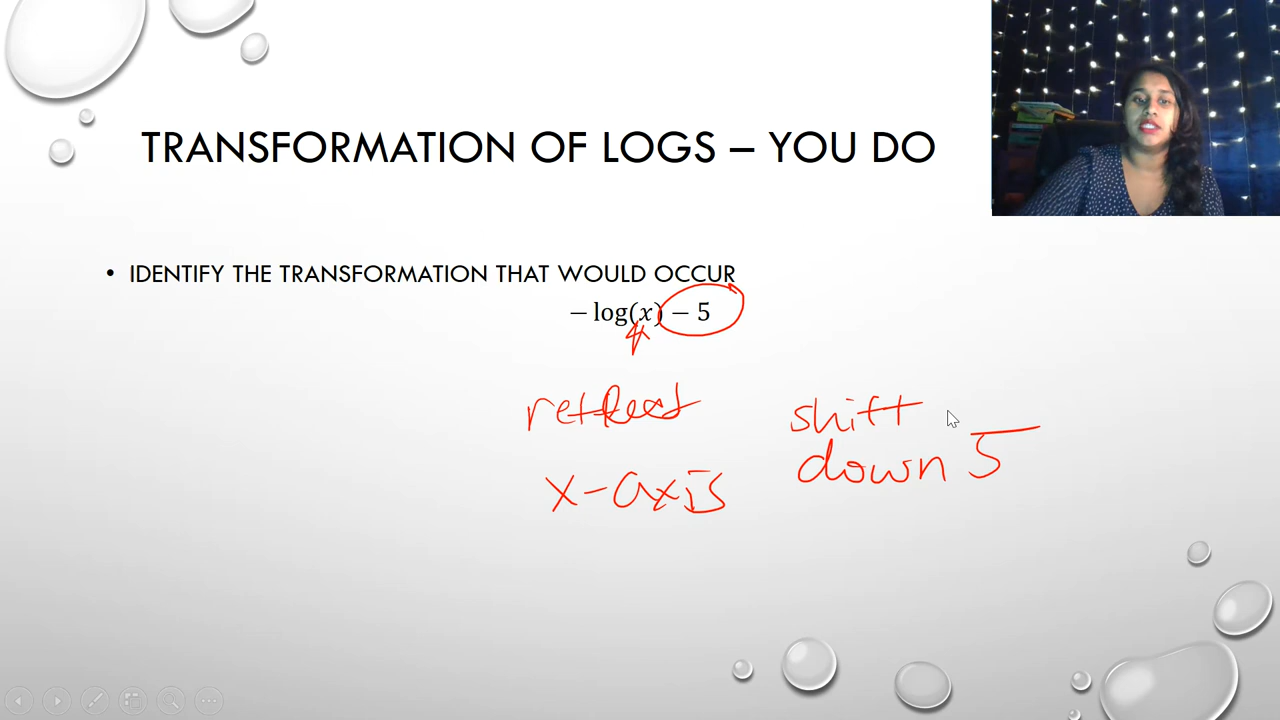 TRANSFORMATION OF LOGS – YOU DO
• IDENTIFY THE TRANSFORMATION THAT WOULD OCCUR
− log(x) − 5
reflect
x-axis
shift
down 5